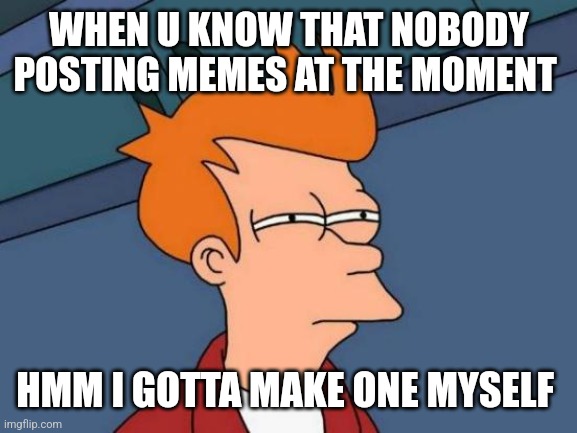 WHEN U KNOW THAT NOBODY
POSTING MEMES AT THE MOMENT
HMM I GOTTA MAKE ONE MYSELF
imgflip.com